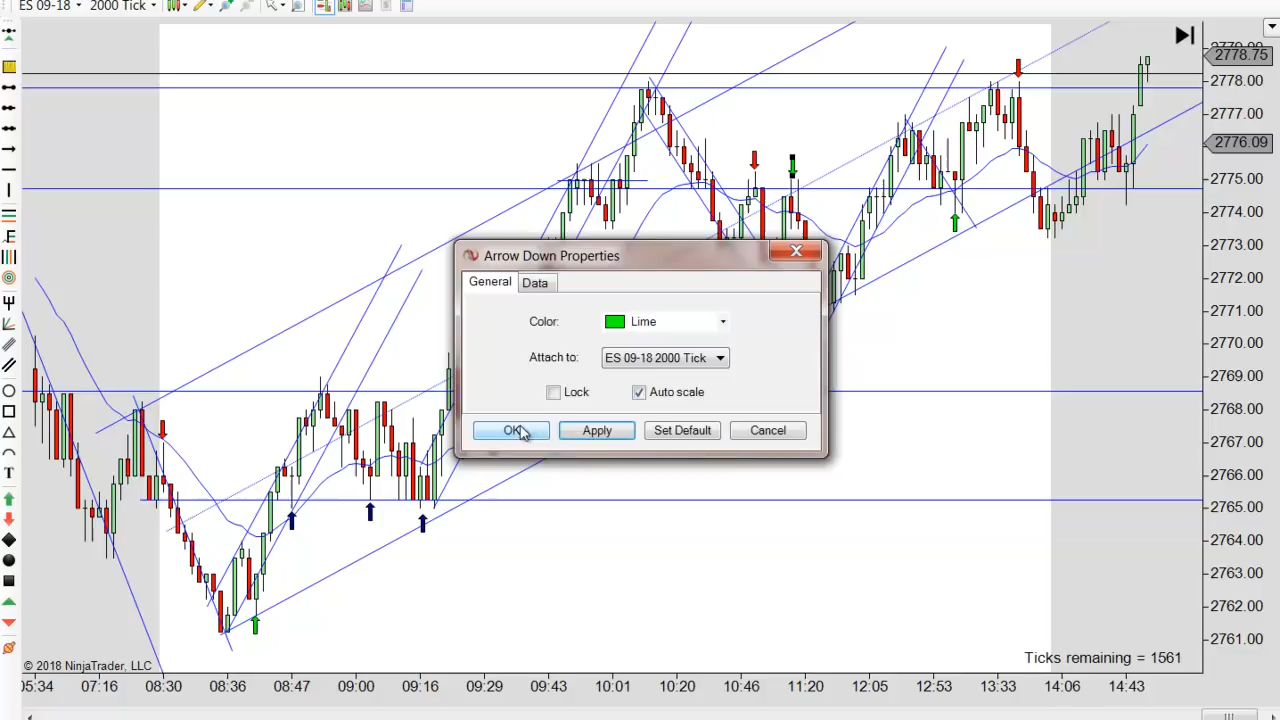 ES 09-18 2000 Tick
2778.75
2778.00
2777.00
2776.09
2775.00
2774.00
2773.00
2772.00
2771.00
2770.00
2769.00
2768.00
2767.00
2766.00
2765.00
2764.00
2763.00
2762.00
2761.00
Arrow Down Properties
General Data
Color: Lime
Attach to: ES 09-18 2000 Tick
Lock Auto scale
OK Apply Set Default Cancel
F
T
© 2018 NinjaTrader, LLC
Ticks remaining = 1561
05:34 07:16 08:30 08:36 08:47 09:00 09:16 09:29 09:43 10:01 10:20 10:46 11:20 12:05 12:53 13:33 14:06 14:43